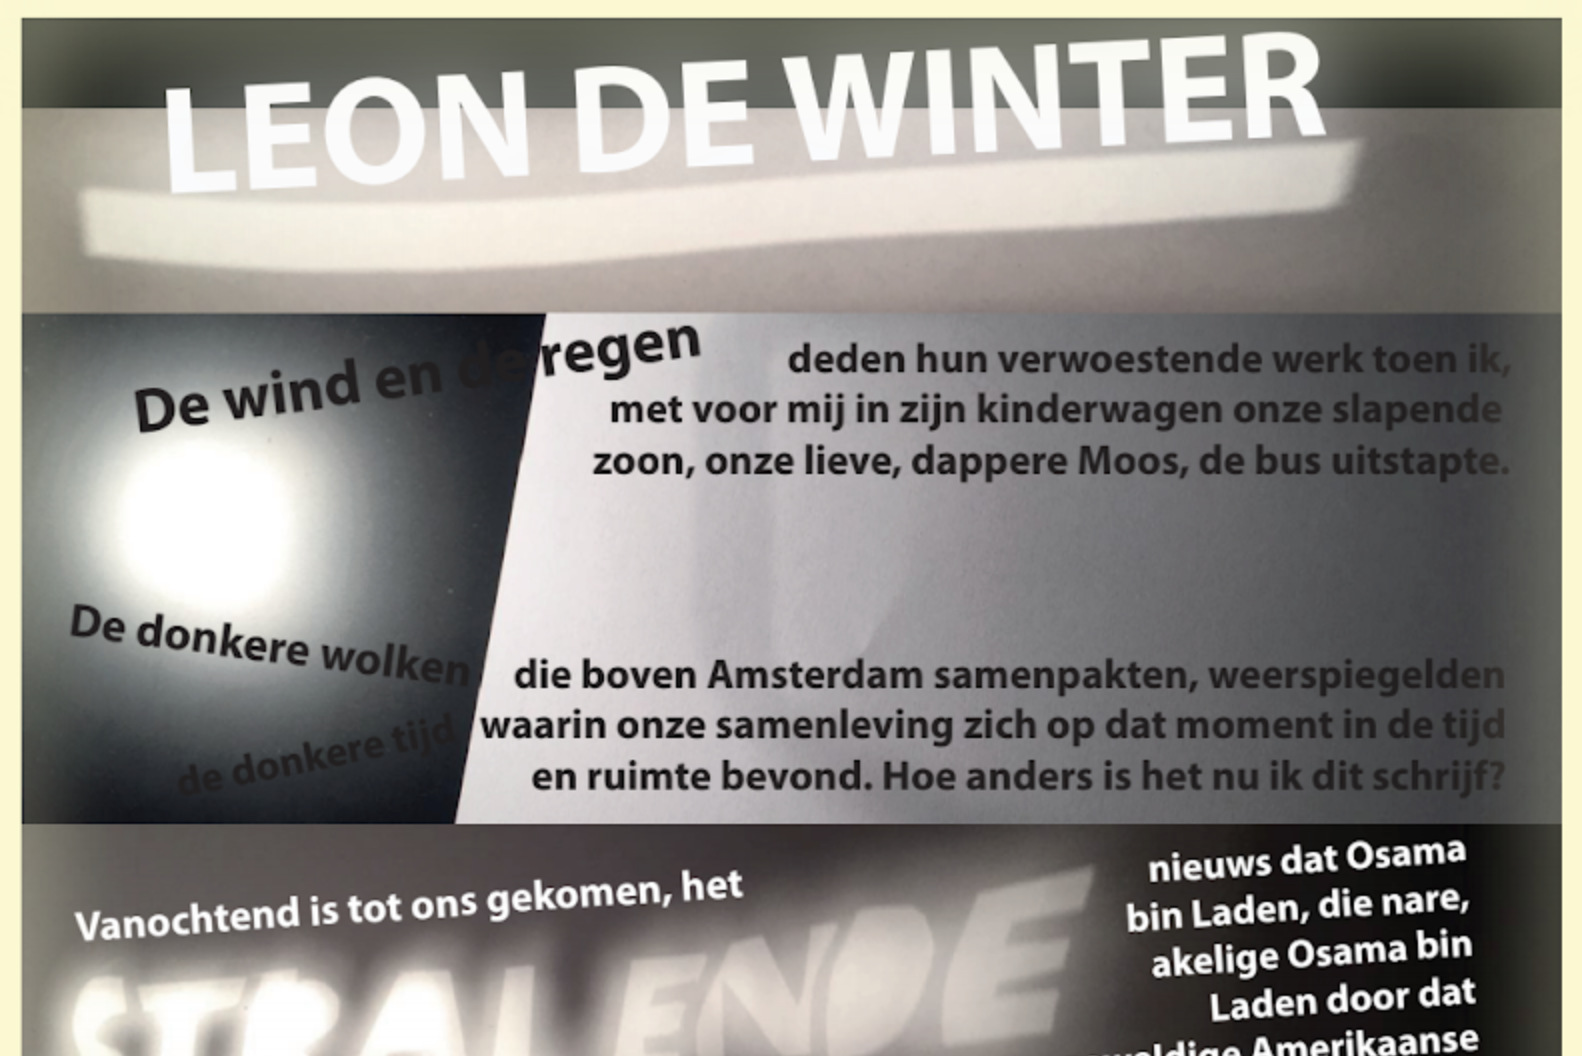 LEON DE WINTER
De wind en de regen
deden hun verwoestende werk toen ik,
met voor mij in zijn kinderwagen onze slapende
zoon, onze lieve, dappere Moos, de bus uitstapte.
De donkere wolken
die boven Amsterdam samenpakten, weerspiegelden
de donkere tijd
waarin onze samenleving zich op dat moment in de tijd
en ruimte bevond. Hoe anders is het nu ik dit schrijf?
Vanochtend is tot ons gekomen, het
STRALENDE
nieuws dat Osama
bin Laden, die nare,
akelige Osama bin
Laden door dat
Amerikaanse